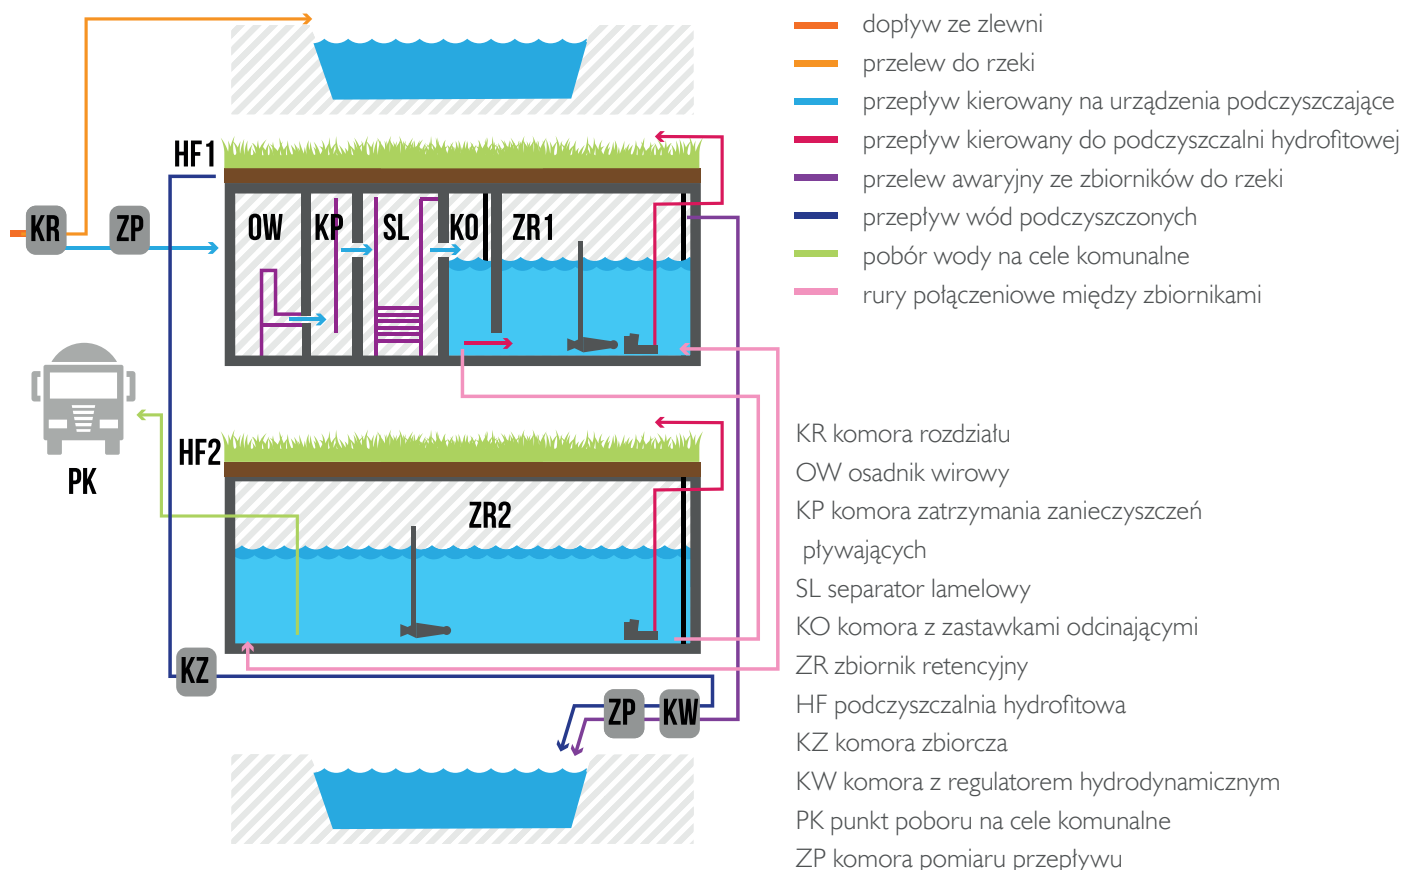 dopływ ze zlewni
przelew do rzeki
przepływ kierowany na urządzenia podczyszczające
przepływ kierowany do podczyszczalni hydrofitowej
przelew awaryjny ze zbiorników do rzeki
przepływ wód podczyszczonych
pobór wody na cele komunalne
rury połączeniowe między zbiornikami
HF1
KR
ZP
OW
KP
SL
KO
ZR1
PK
HF2
ZR2
KZ
ZP
KW
KR komora rozdziału
OW osadnik wirowy
KP komora zatrzymania zanieczyszczeń
pływających
SL separator lamelowy
KO komora z zastawkami odcinającymi
ZR zbiornik retencyjny
HF podczyszczalnia hydrofitowa
KZ komora zbiorcza
KW komora z regulatorem hydrodynamicznym
PK punkt poboru na cele komunalne
ZP komora pomiaru przepływu